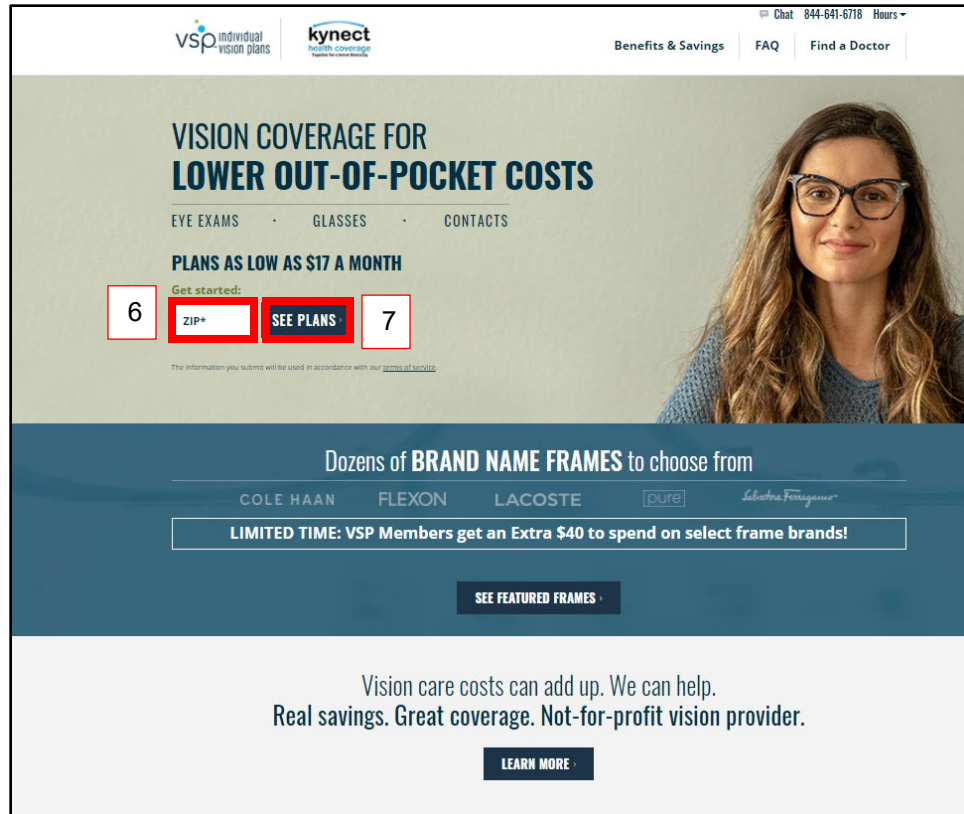 Chat 844-641-6718 Hours
vsp individual vision plans
kynect
health coverage
Together for a better Kentucky
Benefits & Savings FAQ Find a Doctor
VISION COVERAGE FOR
LOWER OUT-OF-POCKET COSTS
EYE EXAMS · GLASSES · CONTACTS
PLANS AS LOW AS $17 A MONTH
Get started:
6 ZIP* SEE PLANS › 7
The information you submit will be used in accordance with our terms of service.
Dozens of BRAND NAME FRAMES to choose from
COLE HAAN FLEXON LACOSTE pure Salvatore Ferragamo
LIMITED TIME: VSP Members get an Extra $40 to spend on select frame brands!
SEE FEATURED FRAMES ›
Vision care costs can add up. We can help.
Real savings. Great coverage. Not-for-profit vision provider.
LEARN MORE ›